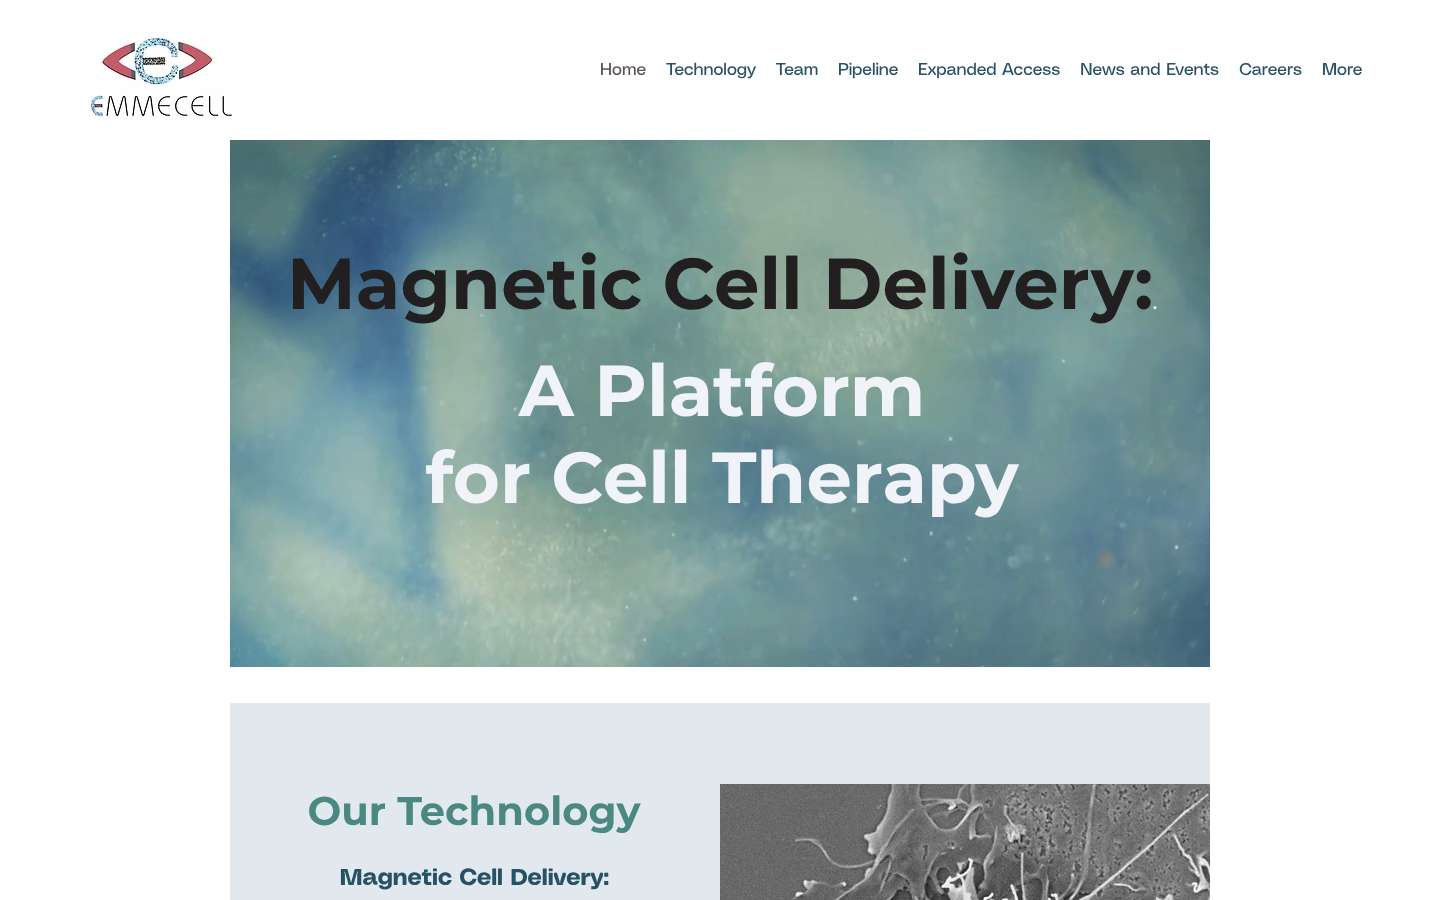 EMMECELL
Home Technology Team Pipeline Expanded Access News and Events Careers More
Magnetic Cell Delivery:
A Platform
for Cell Therapy
Our Technology
Magnetic Cell Delivery: